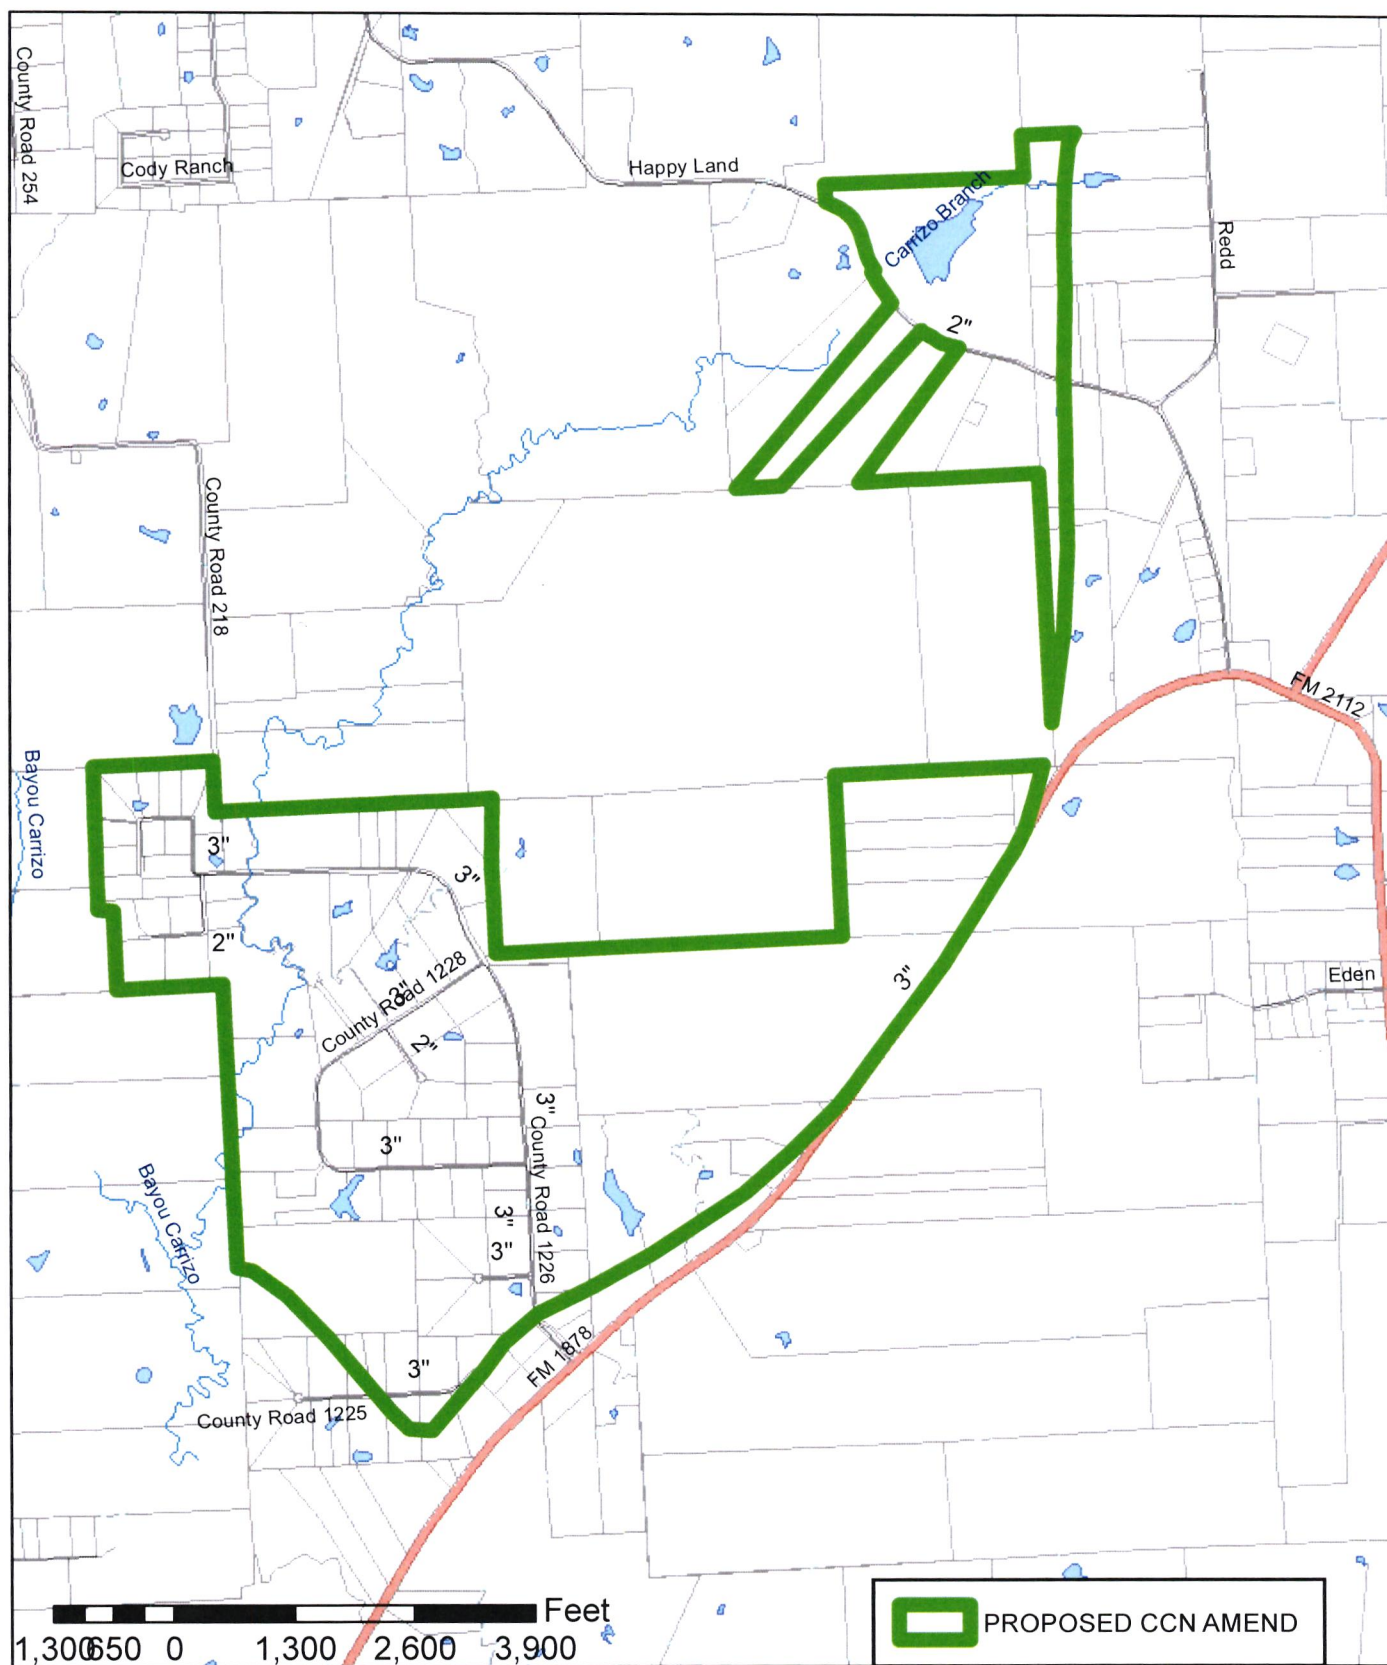 County Road 254
Cody Ranch
Happy Land
Carrizo Branch
Redd
2"
County Road 218
FM 2112
Bayou Carrizo
3"
3"
2"
County Road 1228
3"
2"
3"
Eden
3"
County Road 1226
3"
Bayou Carrizo
3"
3"
3"
FM 1878
County Road 1225
Feet
1,300 650 0 1,300 2,600 3,900
PROPOSED CCN AMEND